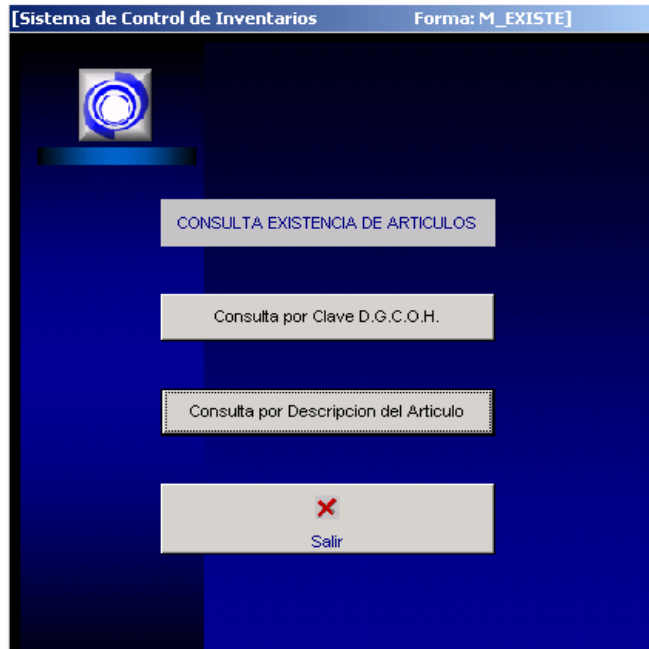 [Sistema de Control de Inventarios Forma: M_EXISTE]
CONSULTA EXISTENCIA DE ARTICULOS
Consulta por Clave D.G.C.O.H.
Consulta por Descripcion del Articulo
Salir